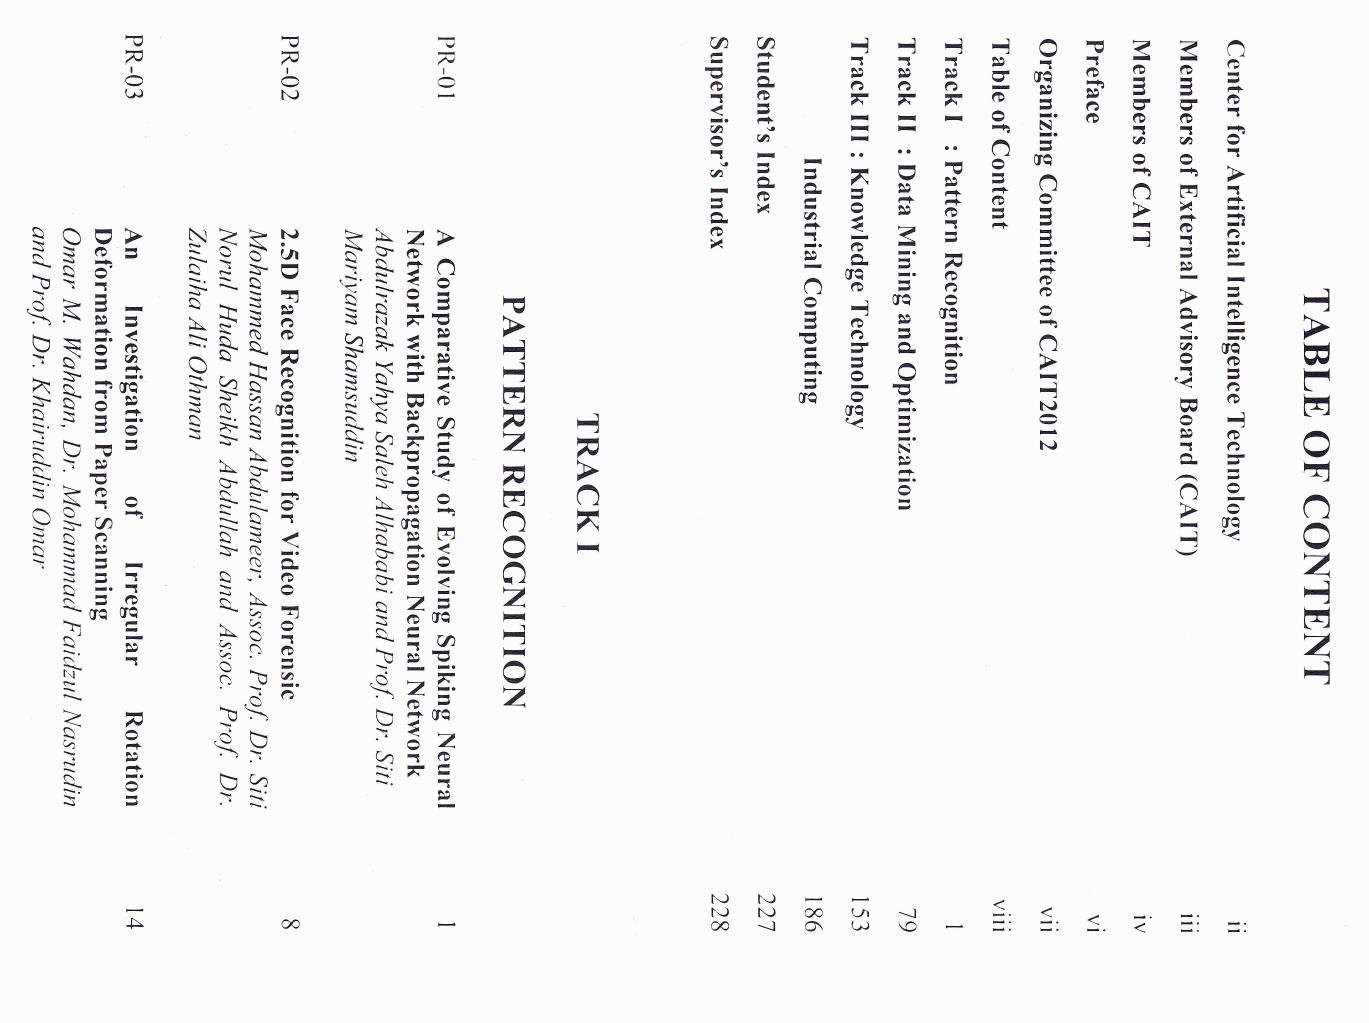 TABLE OF CONTENT
Center for Artificial Intelligence Technology ii
Members of External Advisory Board (CAIT) iii
Members of CAIT iv
Preface vi
Organizing Committee of CAIT2012 vii
Table of Content viii
Track I : Pattern Recognition 1
Track II : Data Mining and Optimization 79
Track III : Knowledge Technology 153
Industrial Computing 186
Student's Index 227
Supervisor's Index 228
TRACK I
PATTERN RECOGNITION
PR-01 A Comparative Study of Evolving Spiking Neural 1
Network with Backpropagation Neural Network
Abdulrazak Yahya Saleh Alhababi and Prof. Dr. Siti
Mariyam Shamsuddin
PR-02 2.5D Face Recognition for Video Forensic 8
Mohammed Hassan Abdulameer, Assoc. Prof. Dr. Siti
Norul Huda Sheikh Abdullah and Assoc. Prof. Dr.
Zulaiha Ali Othman
PR-03 An Investigation of Irregular Rotation 14
Deformation from Paper Scanning
Omar M. Wahdan, Dr. Mohammad Faidzul Nasrudin
and Prof. Dr. Khairuddin Omar